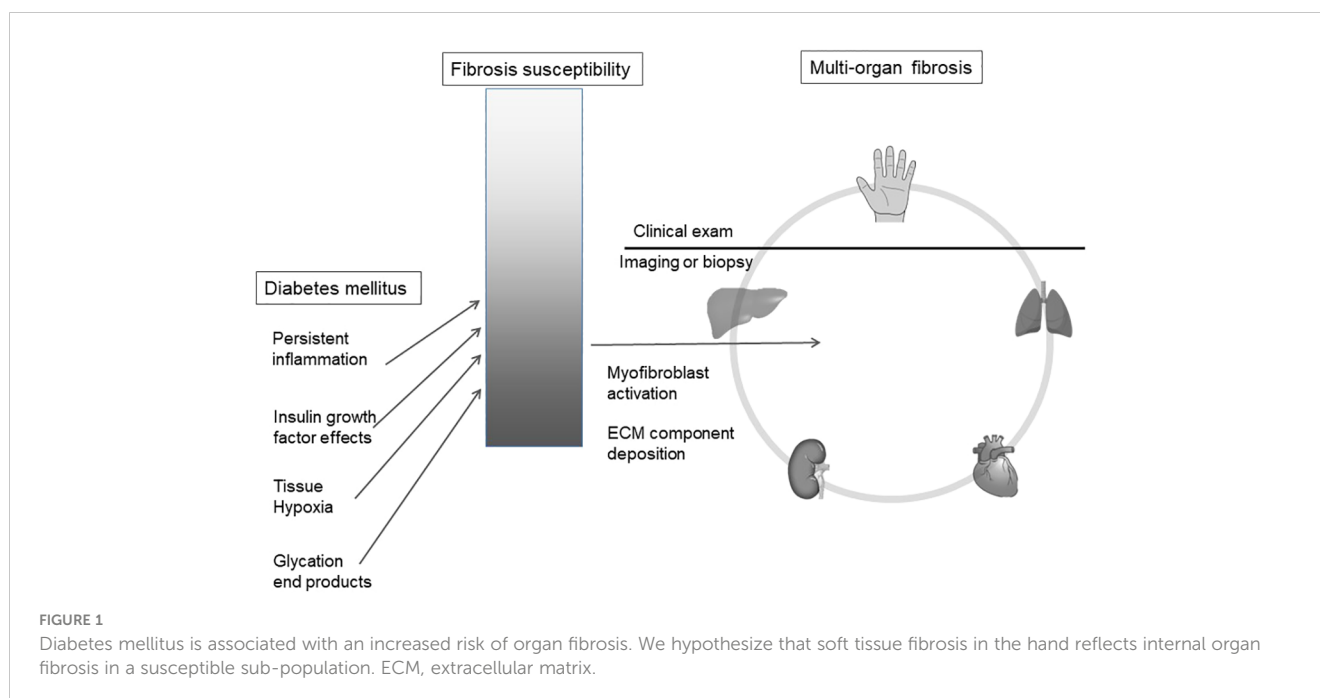 Fibrosis susceptibility
Multi-organ fibrosis
Clinical exam
Imaging or biopsy
Diabetes mellitus
Persistent
inflammation
Insulin growth
factor effects
Tissue
Hypoxia
Glycation
end products
Myofibroblast
activation
ECM component
deposition
FIGURE 1
Diabetes mellitus is associated with an increased risk of organ fibrosis. We hypothesize that soft tissue fibrosis in the hand reflects internal organ
fibrosis in a susceptible sub-population. ECM, extracellular matrix.